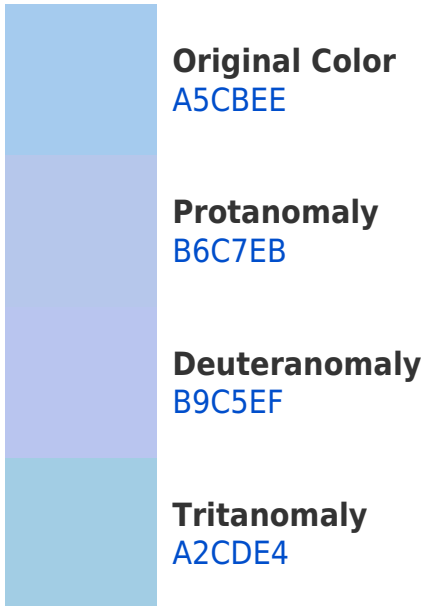 Original Color
A5CBEE
Protanomaly
B6C7EB
Deuteranomaly
B9C5EF
Tritanomaly
A2CDE4